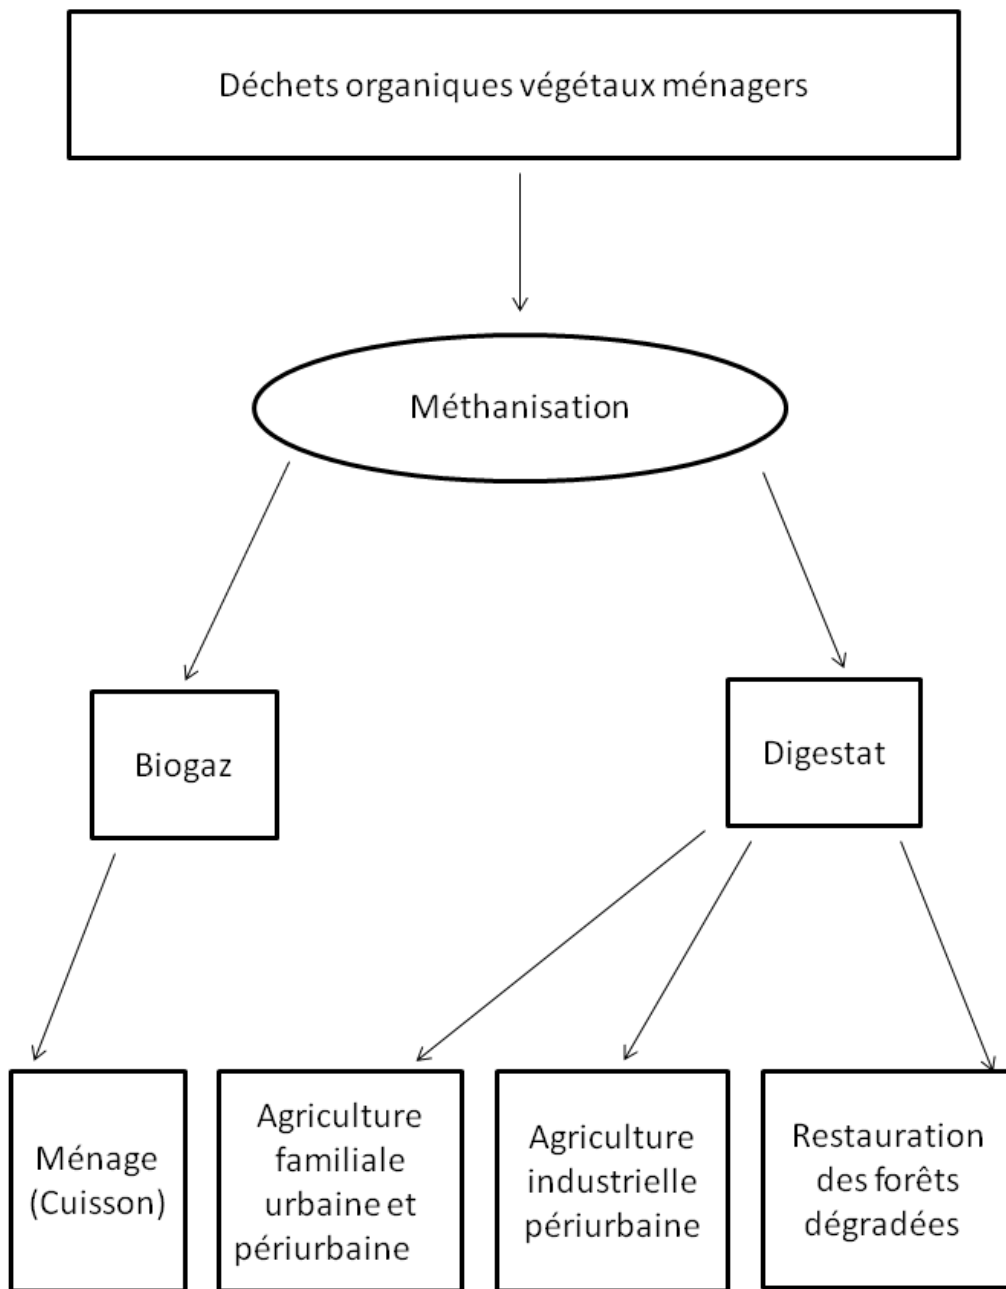 Déchets organiques végétaux ménagers
Méthanisation
Biogaz
Digestat
Ménage
(Cuisson)
Agriculture
familiale
urbaine et
périurbaine
Agriculture
industrielle
périurbaine
Restauration
des forêts
dégradées